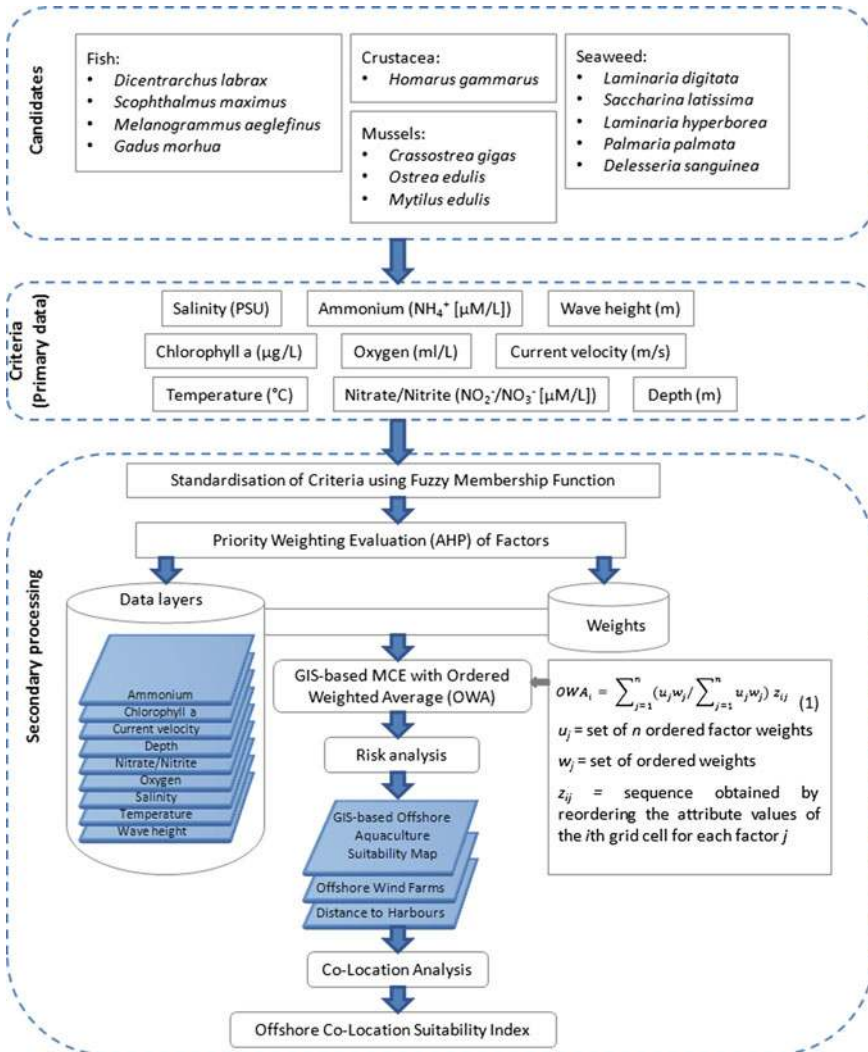 Candidates
Fish:
• Dicentrarchus labrax
• Scophthalmus maximus
• Melanogrammus aeglefinus
• Gadus morhua
Crustacea:
• Homarus gammarus
Mussels:
• Crassostrea gigas
• Ostrea edulis
• Mytilus edulis
Seaweed:
• Laminaria digitata
• Saccharina latissima
• Laminaria hyperborea
• Palmaria palmata
• Delesseria sanguinea
Criteria
(Primary data)
Salinity (PSU)
Ammonium (NH₄⁺ [µM/L])
Wave height (m)
Chlorophyll a (µg/L)
Oxygen (ml/L)
Current velocity (m/s)
Temperature (°C)
Nitrate/Nitrite (NO₂⁻/NO₃⁻ [µM/L])
Depth (m)
Secondary processing
Standardisation of Criteria using Fuzzy Membership Function
Priority Weighting Evaluation (AHP) of Factors
Data layers
Ammonium
Chlorophyll a
Current velocity
Depth
Nitrate/Nitrite
Oxygen
Salinity
Temperature
Wave height
Weights
GIS-based MCE with Ordered
Weighted Average (OWA)
OWAᵢ = ∑ⁿⱼ₌₁(uⱼwⱼ/∑ⁿⱼ₌₁ uⱼwⱼ) zᵢⱼ (1)
uⱼ = set of n ordered factor weights
wⱼ = set of ordered weights
zᵢⱼ = sequence obtained by
reordering the attribute values of
the ith grid cell for each factor j
Risk analysis
GIS-based Offshore
Aquaculture
Suitability Map
Offshore Wind Farms
Distance to Harbours
Co-Location Analysis
Offshore Co-Location Suitability Index